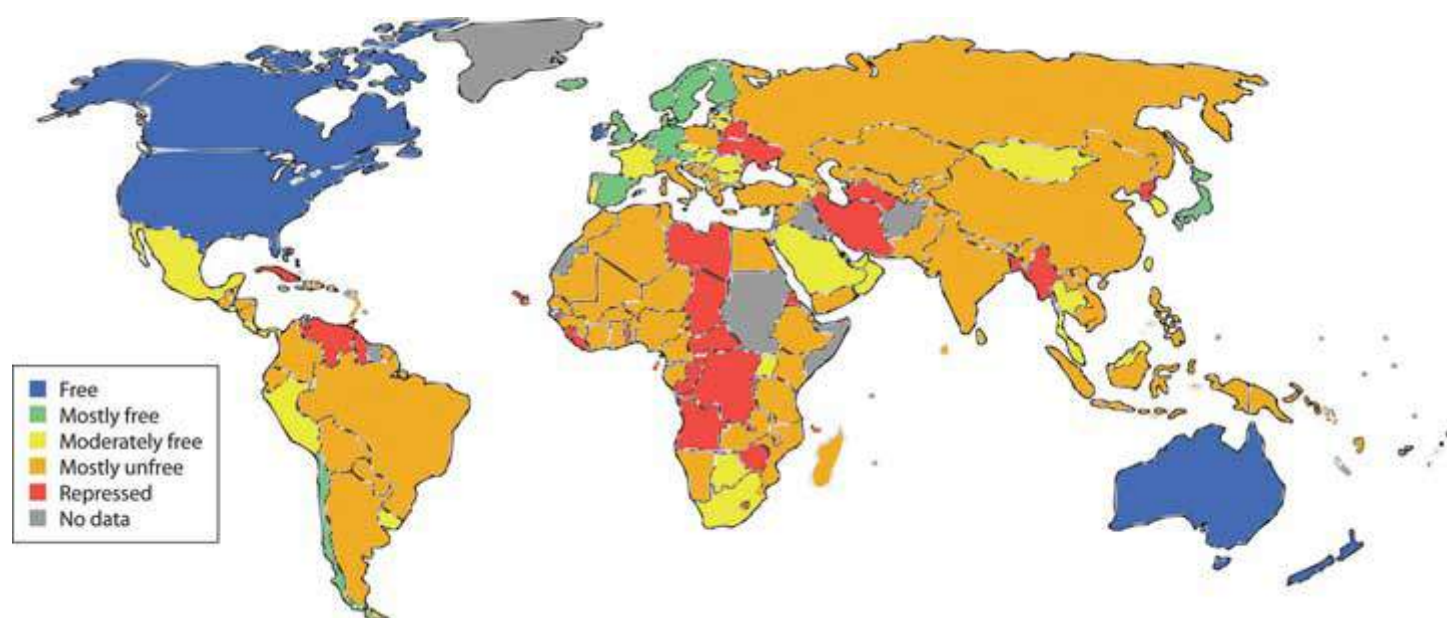 Free
Mostly free
Moderately free
Mostly unfree
Repressed
No data